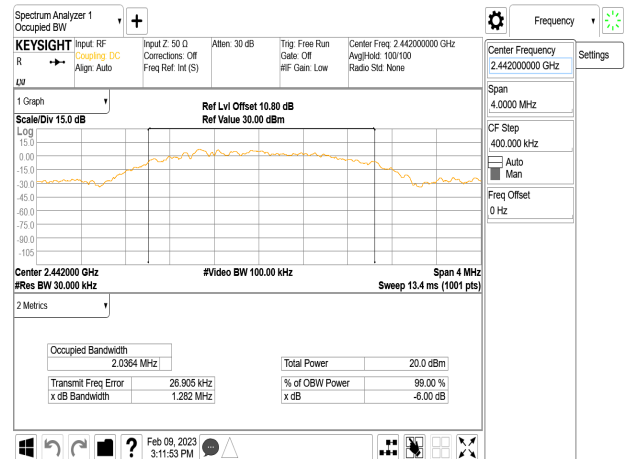 Spectrum Analyzer 1
Occupied BW
Frequency
KEYSIGHT
R
LXI
Input: RF
Coupling: DC
Align: Auto
Input Z: 50 Ω
Corrections: Off
Freq Ref: Int (S)
Atten: 30 dB
Trig: Free Run
Gate: Off
#IF Gain: Low
Center Freq: 2.442000000 GHz
Avg|Hold: 100/100
Radio Std: None
Center Frequency
2.442000000 GHz
Settings
Span
4.0000 MHz
CF Step
400.000 kHz
Auto
Man
Freq Offset
0 Hz
1 Graph
Scale/Div 15.0 dB
Ref Lvl Offset 10.80 dB
Ref Value 30.00 dBm
Log
15.0
0.00
-15.0
-30.0
-45.0
-60.0
-75.0
-90.0
-105
Center 2.442000 GHz
#Video BW 100.00 kHz
Span 4 MHz
#Res BW 30.000 kHz
Sweep 13.4 ms (1001 pts)
2 Metrics
Occupied Bandwidth
2.0364 MHz
Total Power 20.0 dBm
Transmit Freq Error 26.905 kHz
% of OBW Power 99.00 %
x dB Bandwidth 1.282 MHz
x dB -6.00 dB
?
Feb 09, 2023
3:11:53 PM